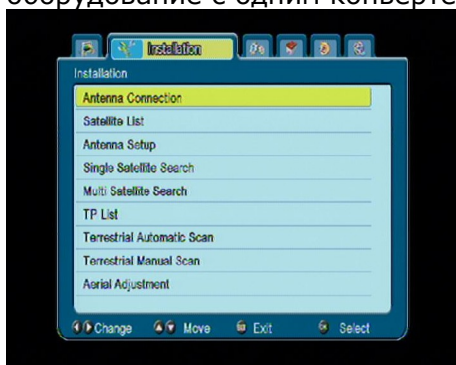 оборудование с одним конверте
Installation
Installation
Antenna Connection
Satellite List
Antenna Setup
Single Satellite Search
Multi Satellite Search
TP List
Terrestrial Automatic Scan
Terrestrial Manual Scan
Aerial Adjustment
Change Move Exit Select